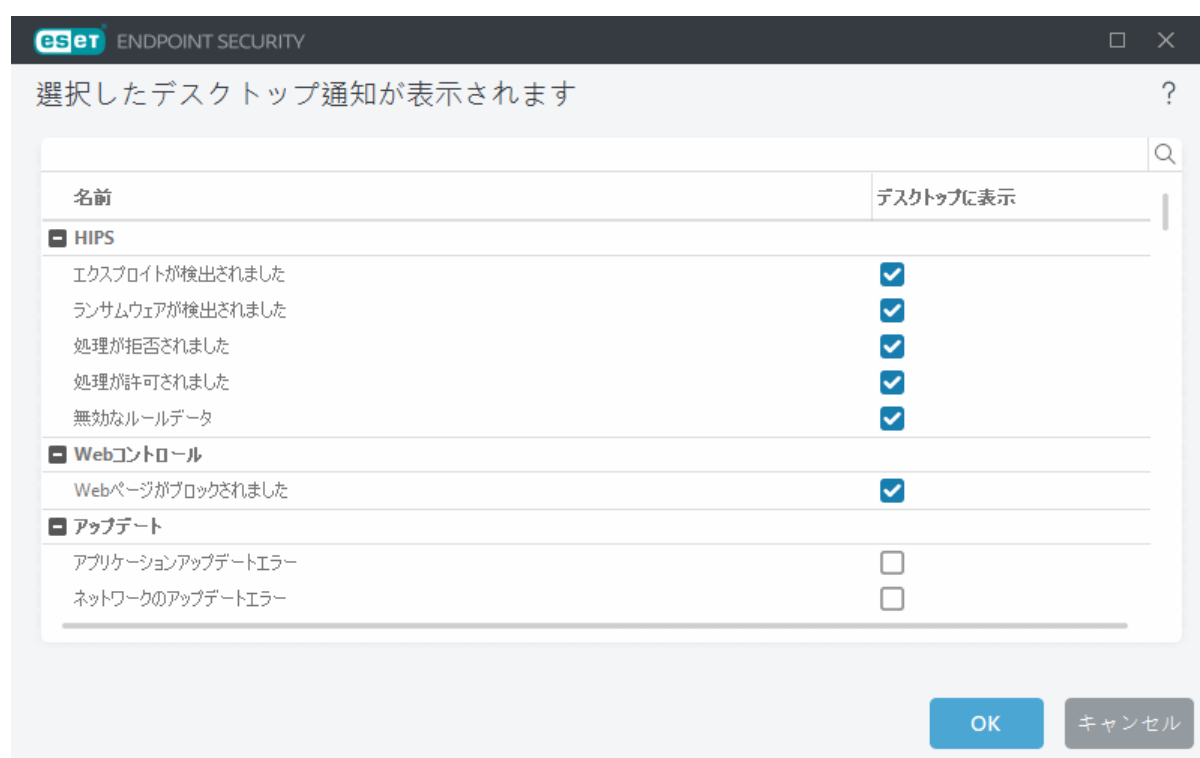 eset ENDPOINT SECURITY
選択したデスクトップ通知が表示されます ?
名前 デスクトップに表示
HIPS
エクスプロイトが検出されました
ランサムウェアが検出されました
処理が拒否されました
処理が許可されました
無効なルールデータ
Webコントロール
Webページがブロックされました
アップデート
アプリケーションアップデートエラー
ネットワークのアップデートエラー
OK キャンセル